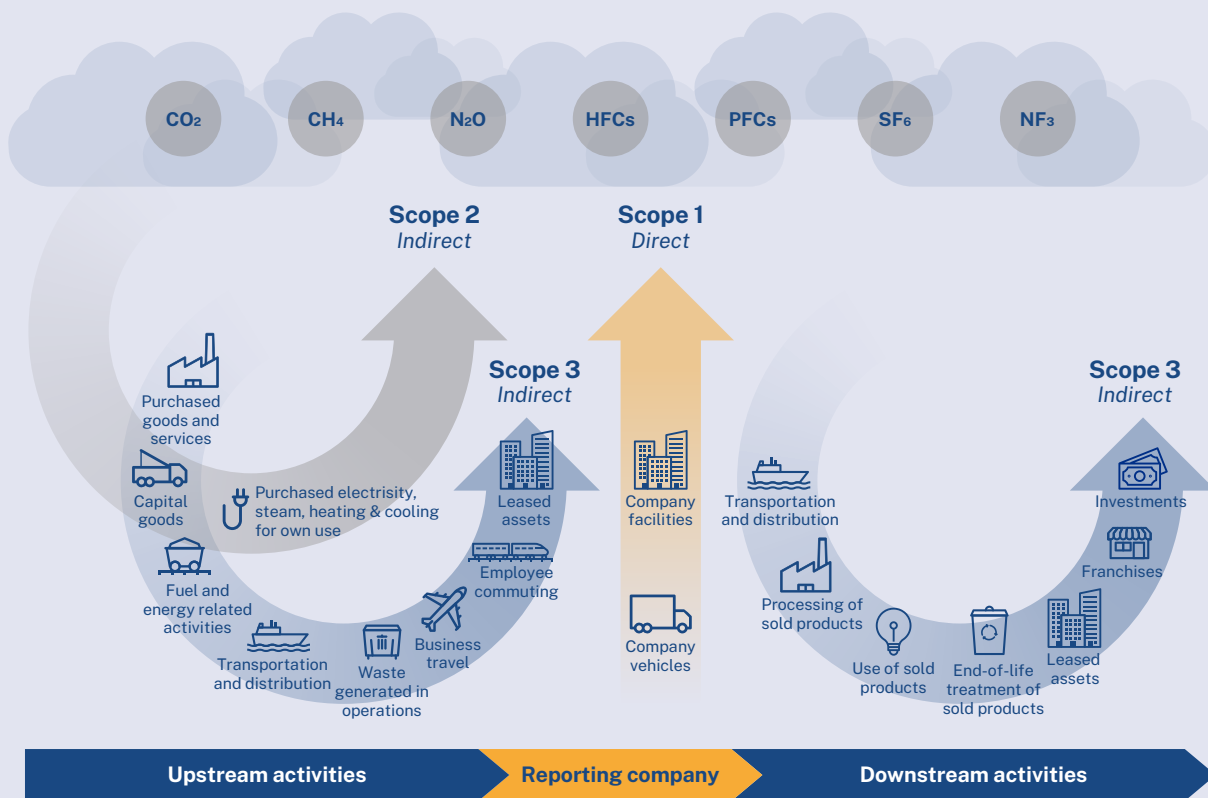 CO₂
CH₄
N₂O
HFCs
PFCs
SF₆
NF₃
Scope 2
Indirect
Scope 1
Direct
Scope 3
Indirect
Scope 3
Indirect
Purchased
goods and
services
Capital
goods
Purchased electrisity,
steam, heating & cooling
for own use
Fuel and
energy related
activities
Transportation
and distribution
Waste
generated in
operations
Business
travel
Employee
commuting
Leased
assets
Company
facilities
Company
vehicles
Transportation
and distribution
Processing of
sold products
Use of sold
products
End-of-life
treatment of
sold products
Leased
assets
Franchises
Investments
Upstream activities
Reporting company
Downstream activities